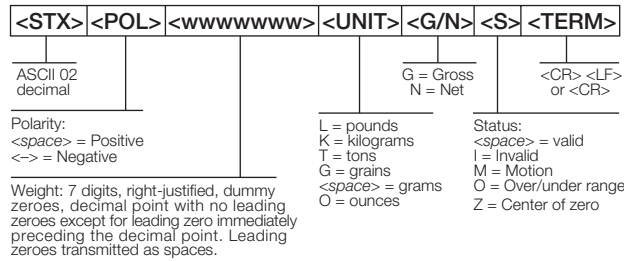 <STX> <POL> <wwwwwww> <UNIT> <G/N> <S> <TERM>
ASCII 02
decimal
G = Gross
N = Net
<CR> <LF>
or <CR>
Polarity:
<space> = Positive
<–> = Negative
L = pounds
K = kilograms
T = tons
G = grains
<space> = grams
O = ounces
Status:
<space> = valid
I = Invalid
M = Motion
O = Over/under range
Z = Center of zero
Weight: 7 digits, right-justified, dummy
zeroes, decimal point with no leading
zeroes except for leading zero immediately
preceding the decimal point. Leading
zeroes transmitted as spaces.